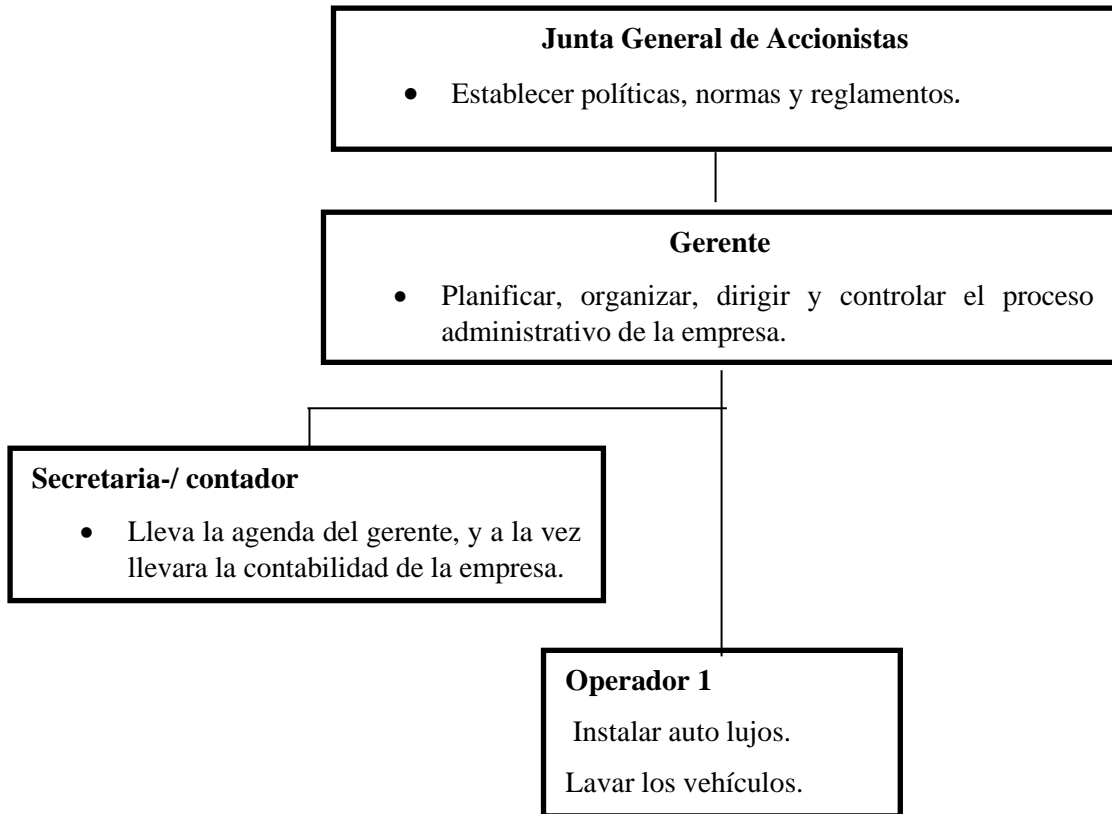 Junta General de Accionistas
• Establecer políticas, normas y reglamentos.
Gerente
• Planificar, organizar, dirigir y controlar el proceso
administrativo de la empresa.
Secretaria-/ contador
• Lleva la agenda del gerente, y a la vez
llevara la contabilidad de la empresa.
Operador 1
Instalar auto lujos.
Lavar los vehículos.